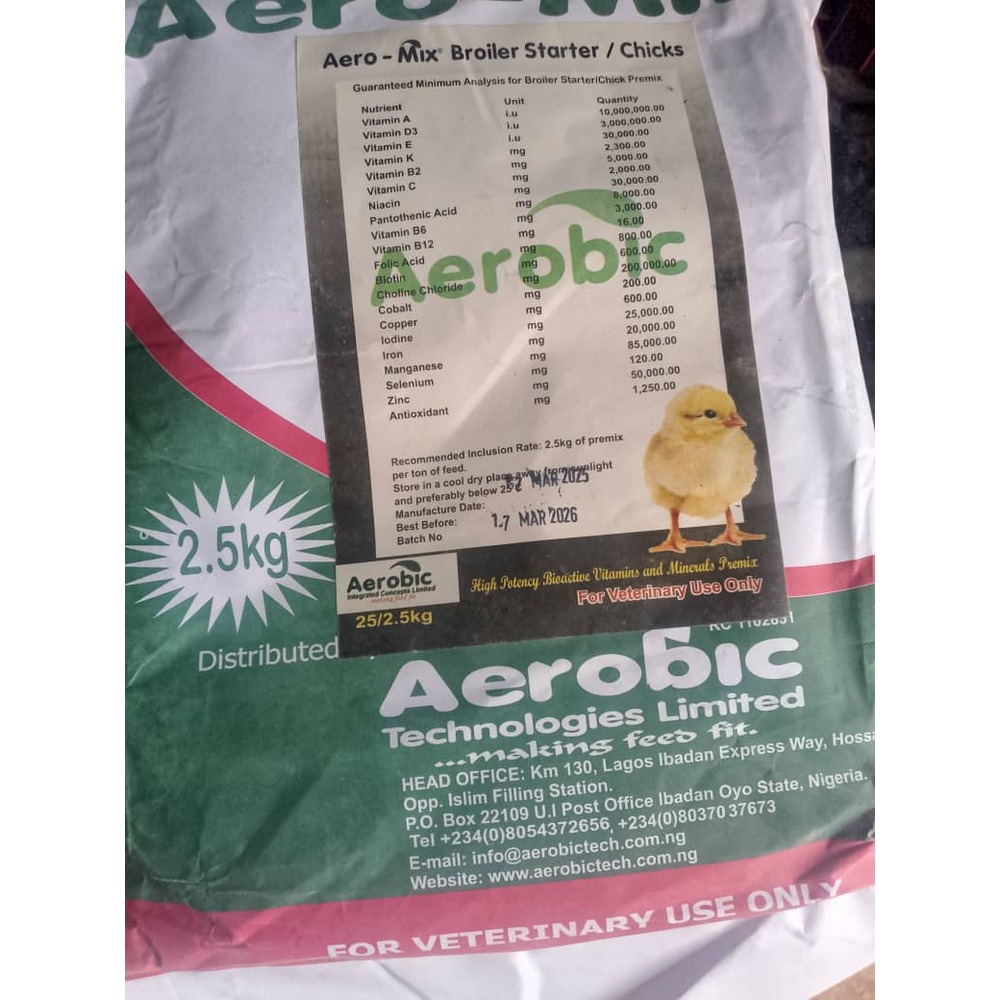 Aero-Mi
Aero - Mix® Broiler Starter / Chicks
Guaranteed Minimum Analysis for Broiler Starter/Chick Premix
Nutrient Unit Quantity
Vitamin A i.u 10,000,000.00
Vitamin D3 i.u 3,000,000.00
Vitamin E i.u 30,000.00
Vitamin K mg 2,300.00
Vitamin B2 mg 5,000.00
Vitamin C mg 2,000.00
Niacin mg 30,000.00
Pantothenic Acid mg 8,000.00
Vitamin B6 mg 3,000.00
Vitamin B12 mg 16.00
Folic Acid mg 800.00
Biotin mg 600.00
Choline Chloride mg 200,000.00
Cobalt mg 200.00
Copper mg 600.00
Iodine mg 25,000.00
Iron mg 20,000.00
Manganese mg 85,000.00
Selenium mg 120.00
Zinc mg 50,000.00
Antioxidant mg 1,250.00
Aerobic
Recommended Inclusion Rate: 2.5kg of premix
per ton of feed.
Store in a cool dry place away from sunlight
and preferably below
Manufacture Date: MAR 2025
Best Before: 17 MAR 2026
Batch No
Aerobic
Integrated Concepts Limited
making feed fit
High Potency Bioactive Vitamins and Minerals Premix
For Veterinary Use Only
25/2.5kg
2.5kg
Distributed
RC 1102831
Aerobic
Technologies Limited
...making feed fit.
HEAD OFFICE: Km 130, Lagos Ibadan Express Way, Hossa
Opp. Islim Filling Station.
P.O. Box 22109 U.I Post Office Ibadan Oyo State, Nigeria.
Tel +234(0)8054372656, +234(0)8037037673
E-mail: info@aerobictech.com.ng
Website: www.aerobictech.com.ng
FOR VETERINARY USE ONLY